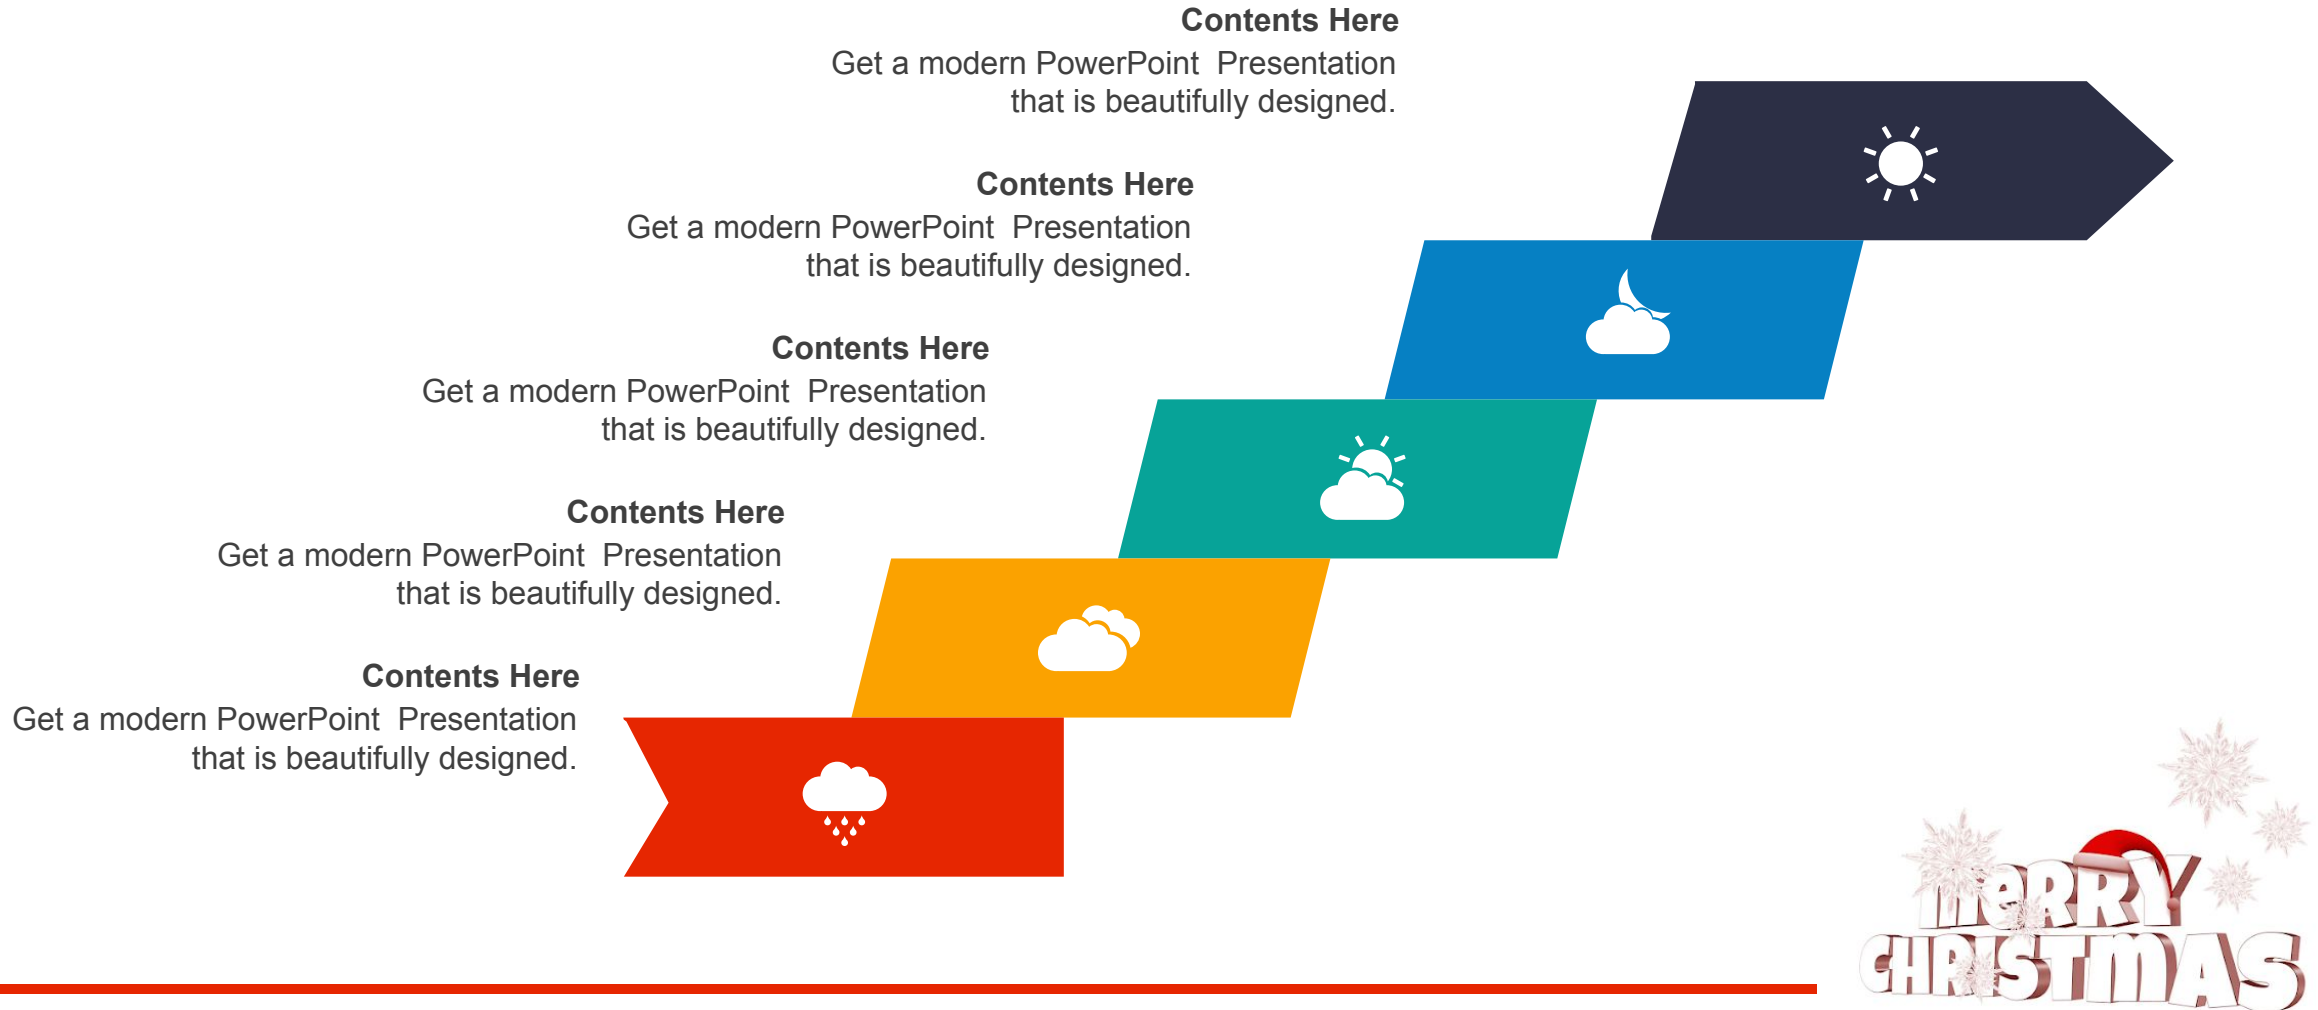 Contents Here
Get a modern PowerPoint  Presentation
that is beautifully designed.
Contents Here
Get a modern PowerPoint  Presentation
that is beautifully designed.
Contents Here
Get a modern PowerPoint  Presentation
that is beautifully designed.
Contents Here
Get a modern PowerPoint  Presentation
that is beautifully designed.
Contents Here
Get a modern PowerPoint  Presentation
that is beautifully designed.
MeRRY
CHRISTMAS